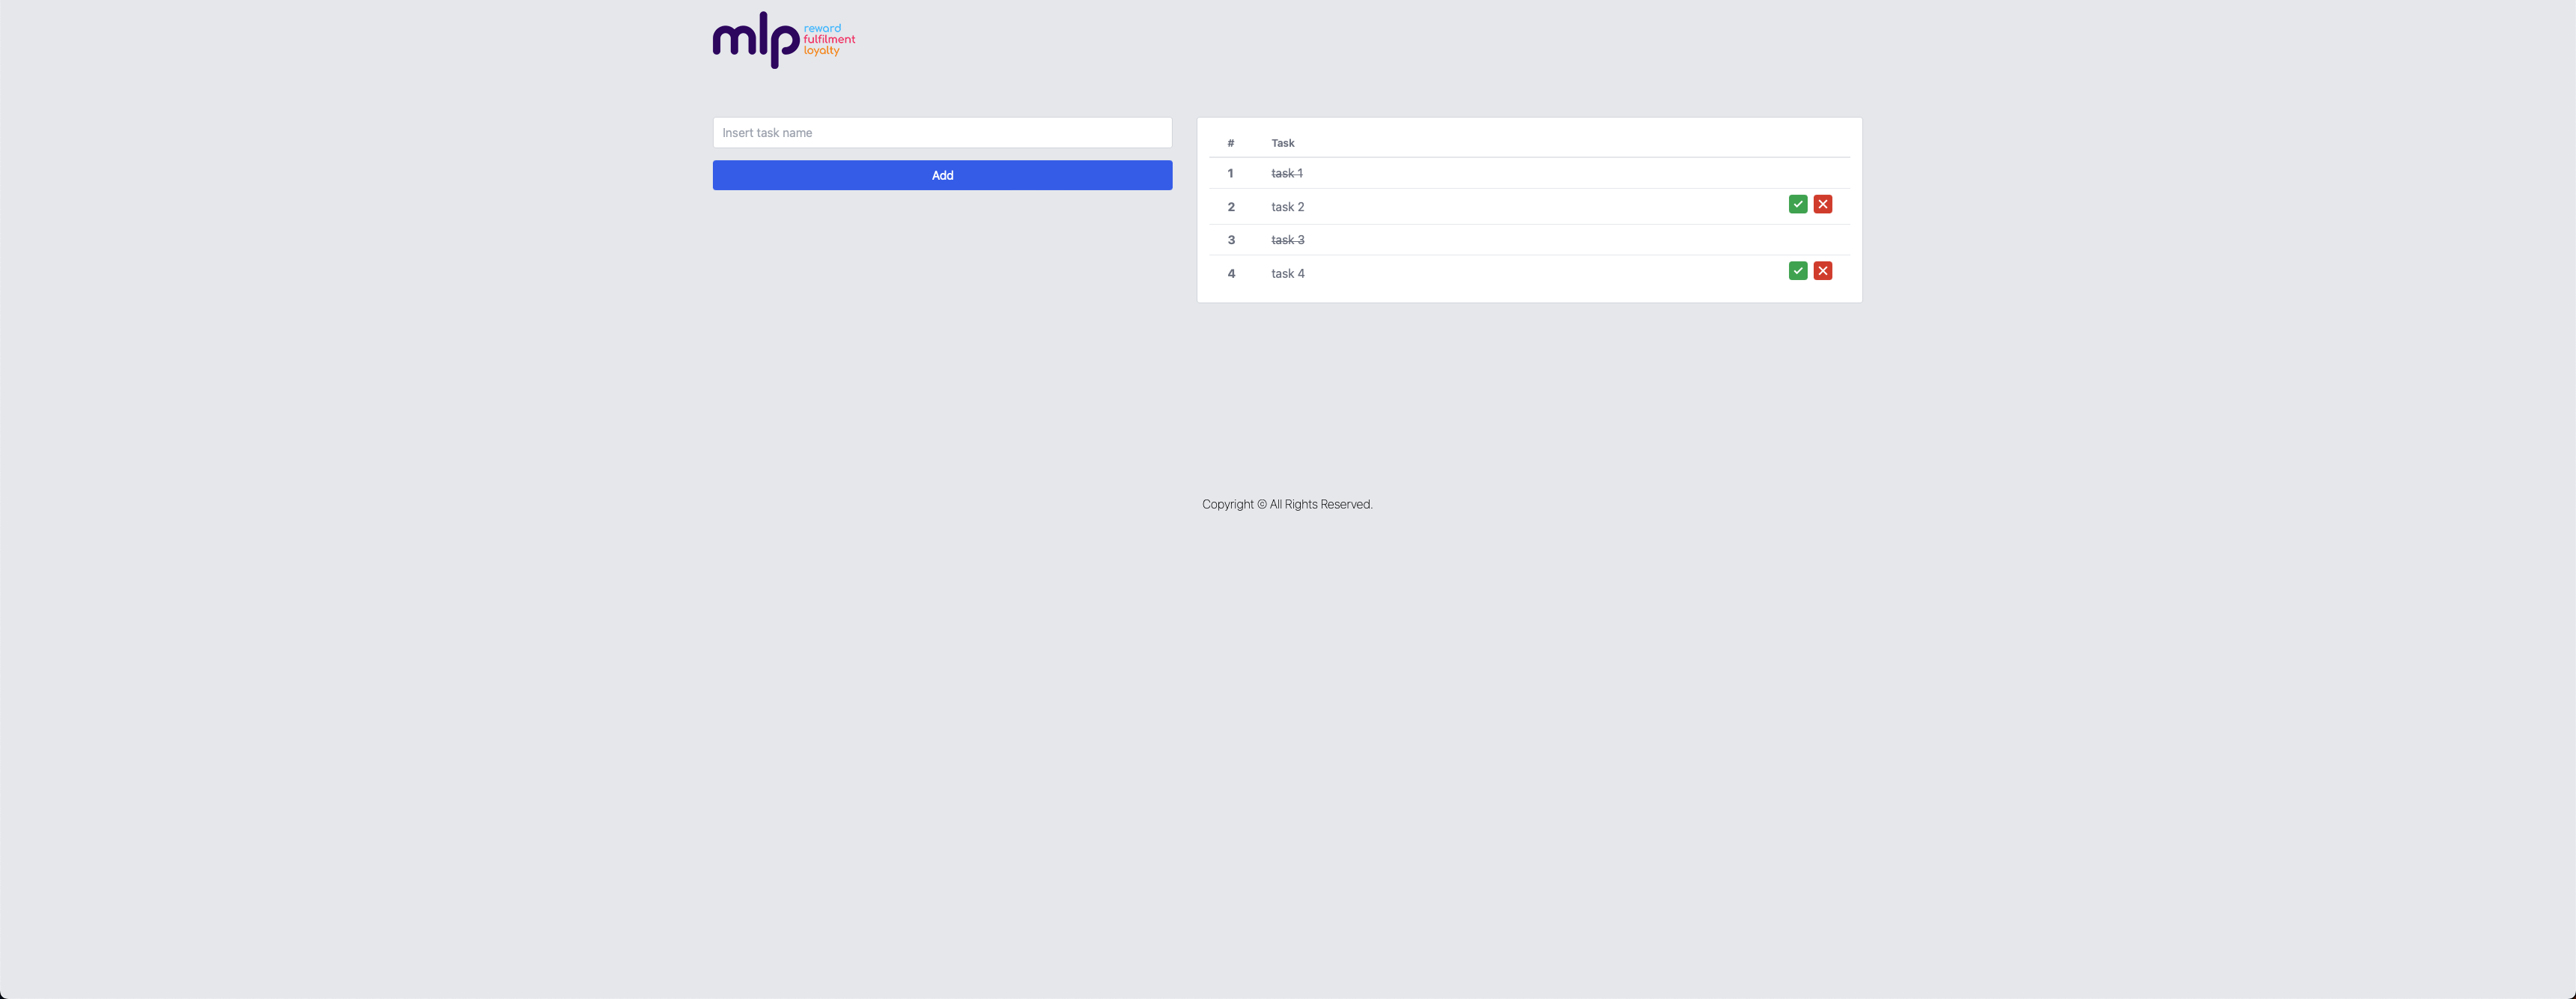 mlp
reward
fulfilment
loyalty
Insert task name
Add
# Task
1 task 1
2 task 2
3 task 3
4 task 4
Copyright © All Rights Reserved.